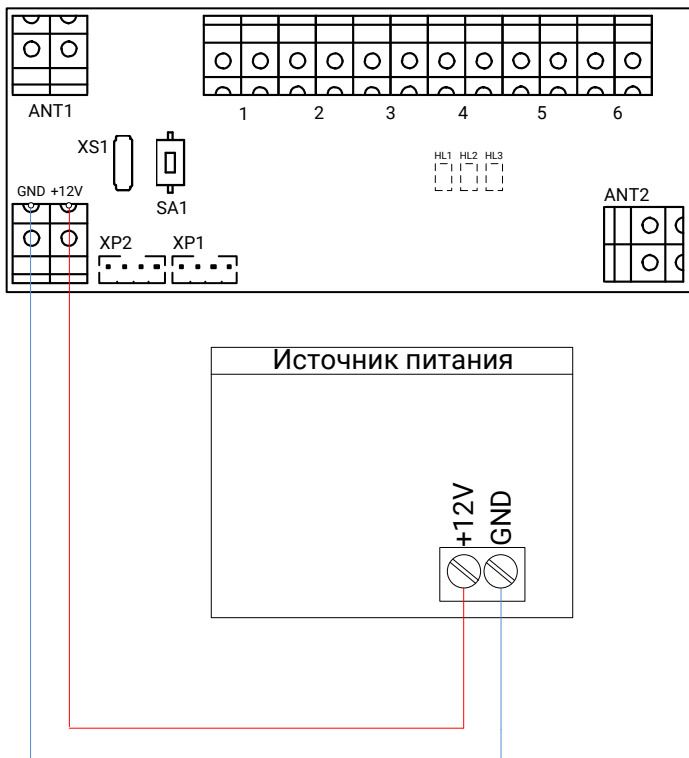 ANT1
1 2 3 4 5 6
XS1
SA1
HL1 HL2 HL3
GND +12V
ANT2
XP2 XP1
Источник питания
+12V
GND